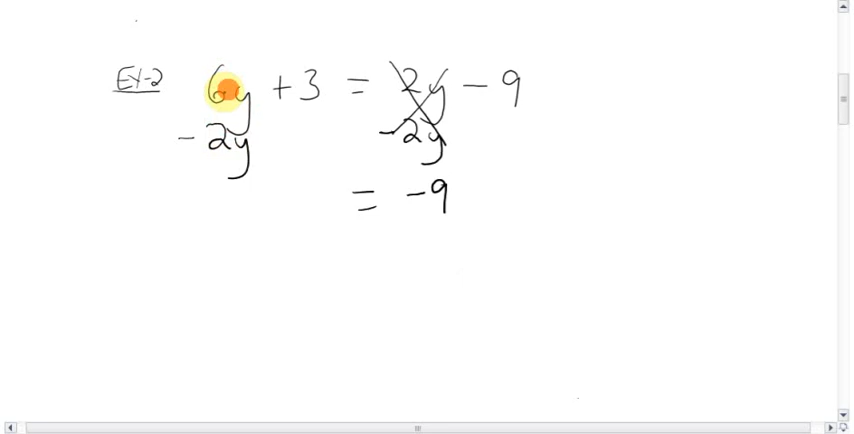 Ex-2 6y + 3 = 2y - 9
- 2y - 2y
= -9